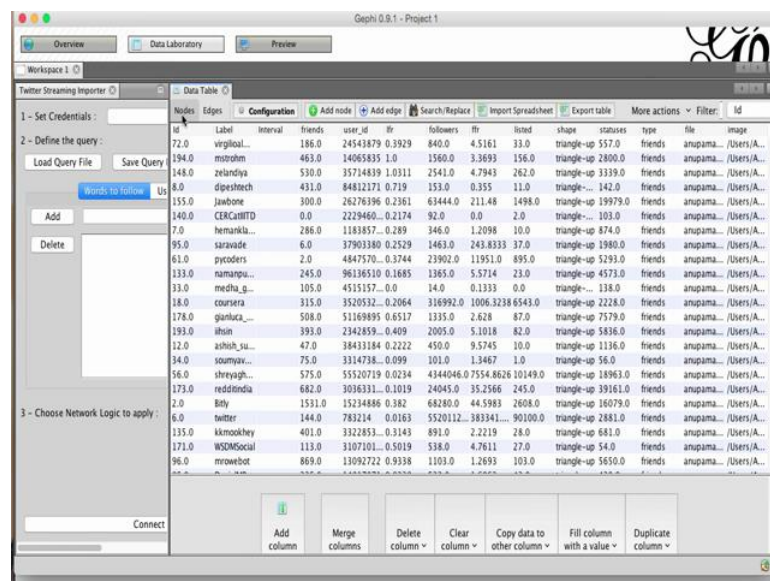 Gephi 0.9.1 - Project 1
Overview Data Laboratory Preview
Workspace 1
Twitter Streaming Importer Data Table
Nodes Edges Configuration Add node Add edge Search/Replace Import Spreadsheet Export table More actions Filter: Id
1 - Set Credentials :
2 - Define the query :
Load Query File Save Query
Words to follow Us
Add
Delete
3 - Choose Network Logic to apply :
Connect
Id Label Interval friends user_id lfr followers ffr listed shape statuses type file image
72.0 virgilioal... 186.0 24543879 0.3929 840.0 4.5161 33.0 triangle-up 557.0 friends anupama... /Users/A...
194.0 mstrohm 463.0 14065835 1.0 1560.0 3.3693 156.0 triangle-up 2800.0 friends anupama... /Users/A...
148.0 zelandiya 530.0 35714839 1.0311 2541.0 4.7943 262.0 triangle-up 3339.0 friends anupama... /Users/A...
8.0 dipeshtech 431.0 84812171 0.719 153.0 0.355 11.0 triangle-... 142.0 friends anupama... /Users/A...
155.0 Jawbone 300.0 26276396 0.2361 63444.0 211.48 1498.0 triangle-up 19979.0 friends anupama... /Users/A...
140.0 CERCatIIITD 0.0 2229460... 0.2174 92.0 0.0 2.0 triangle-... 103.0 friends anupama... /Users/A...
7.0 hemankla... 286.0 1183857... 0.289 346.0 1.2098 10.0 triangle-up 874.0 friends anupama... /Users/A...
95.0 saravade 6.0 37903380 0.2529 1463.0 243.8333 37.0 triangle-up 1980.0 friends anupama... /Users/A...
61.0 pycoders 2.0 4847570... 0.3744 23902.0 11951.0 895.0 triangle-up 5293.0 friends anupama... /Users/A...
133.0 namanpu... 245.0 96136510 0.1685 1365.0 5.5714 23.0 triangle-up 4573.0 friends anupama... /Users/A...
33.0 medha_g... 105.0 4515157... 0.0 14.0 0.1333 0.0 triangle-... 138.0 friends anupama... /Users/A...
18.0 coursera 315.0 3520532... 0.2064 316992.0 1006.3238 6543.0 triangle-up 2228.0 friends anupama... /Users/A...
178.0 gianluca_... 508.0 51169895 0.6517 1335.0 2.628 87.0 triangle-up 7579.0 friends anupama... /Users/A...
193.0 iihsin 393.0 2342859... 0.409 2005.0 5.1018 82.0 triangle-up 5836.0 friends anupama... /Users/A...
12.0 ashish_su... 47.0 38433184 0.2222 450.0 9.5745 10.0 triangle-up 1136.0 friends anupama... /Users/A...
34.0 soumyav... 75.0 3314738... 0.099 101.0 1.3467 1.0 triangle-up 56.0 friends anupama... /Users/A...
56.0 shreyagh... 575.0 55520719 0.0234 4344046.0 7554.8626 10149.0 triangle-up 18963.0 friends anupama... /Users/A...
173.0 redditindia 682.0 3036331... 0.1019 24045.0 35.2566 245.0 triangle-up 39161.0 friends anupama... /Users/A...
2.0 Bitly 1531.0 15234886 0.382 68280.0 44.5983 2608.0 triangle-up 16079.0 friends anupama... /Users/A...
6.0 twitter 144.0 783214 0.0163 5520112... 383341.... 90100.0 triangle-up 2881.0 friends anupama... /Users/A...
135.0 kkmookhey 401.0 3322853... 0.3143 891.0 2.2219 28.0 triangle-up 681.0 friends anupama... /Users/A...
171.0 WSDMSocial 113.0 3107101... 0.5019 538.0 4.7611 27.0 triangle-up 54.0 friends anupama... /Users/A...
96.0 mrowebot 869.0 13092722 0.9338 1103.0 1.2693 103.0 triangle-up 5650.0 friends anupama... /Users/A...
Add column Merge columns Delete column Clear column Copy data to other column Fill column with a value Duplicate column